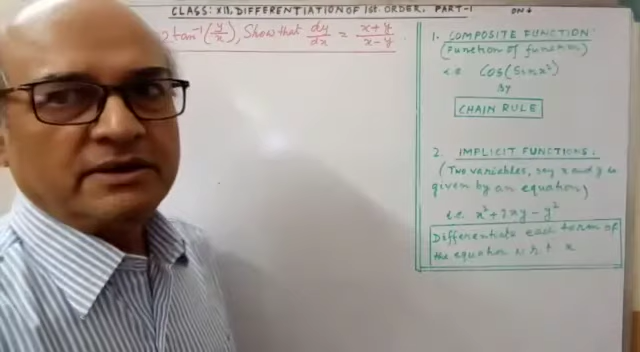 CLASS: XII, DIFFERENTIATION OF 1ST. ORDER. PART-1
2 tan⁻¹(y/x), Show that dy/dx = x+y/x-y
1. COMPOSITE FUNCTION
(Function of function)
i.e. Cos(Sin x²)
By
CHAIN RULE
2. IMPLICIT FUNCTIONS.
(Two variables, say x and y is
given by an equation)
i.e. x² + 2xy - y²
Differentiate each term of
the equation w.r.t x